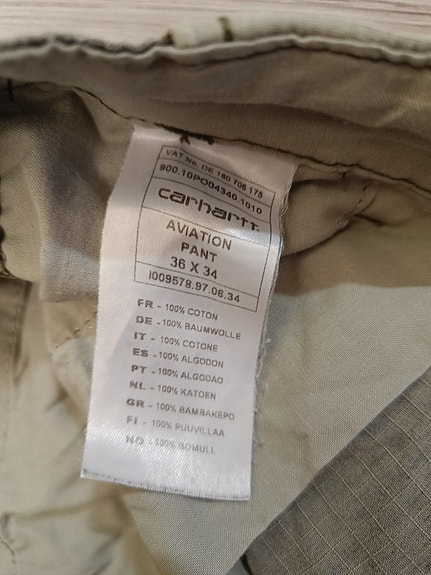 VAT No. DE 180 706 175
900.10PO04340.1010
carhartt
AVIATION
PANT
36 X 34
I009578.97.06.34
FR - 100% COTON
DE - 100% BAUMWOLLE
IT - 100% COTONE
ES - 100% ALGODON
PT - 100% ALGODAO
NL - 100% KATOEN
GR - 100% BAMBAKEPO
FI - 100% PUUVILLAA
NO - 100% BOMULL